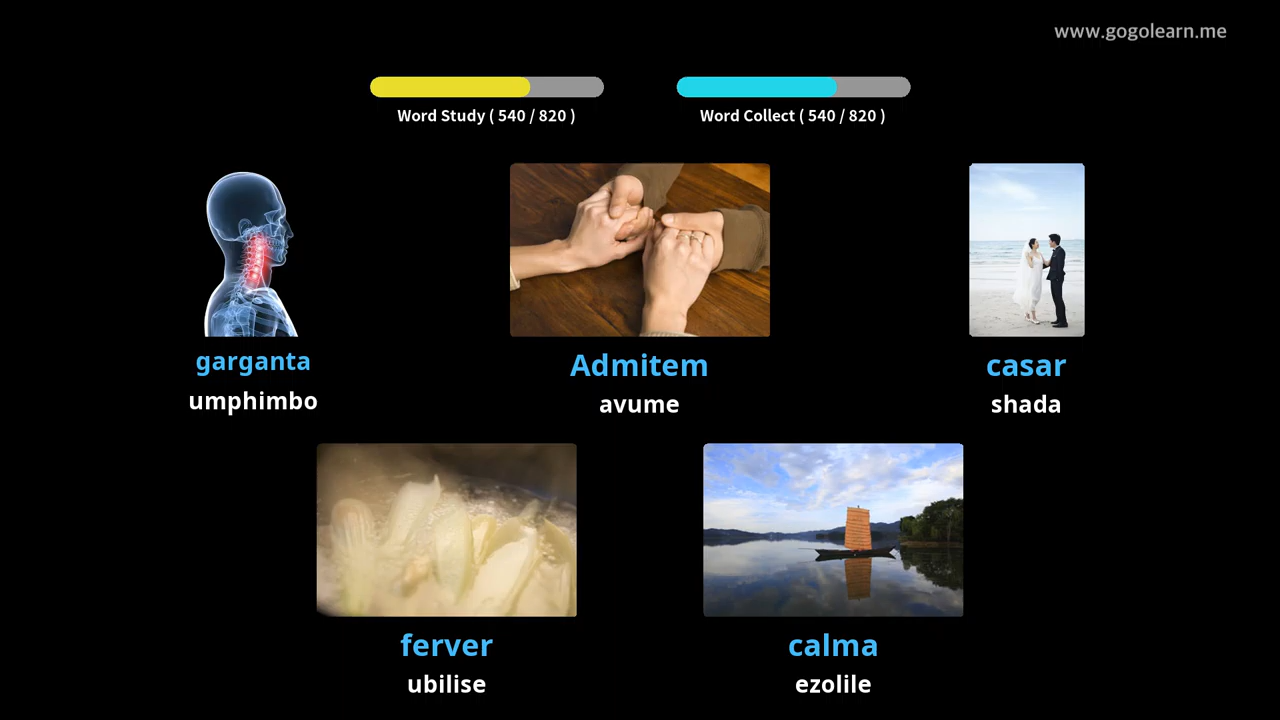 www.gogolearn.me
Word Study ( 540 / 820 )
Word Collect ( 540 / 820 )
garganta
umphimbo
Admitem
avume
casar
shada
ferver
ubilise
calma
ezolile